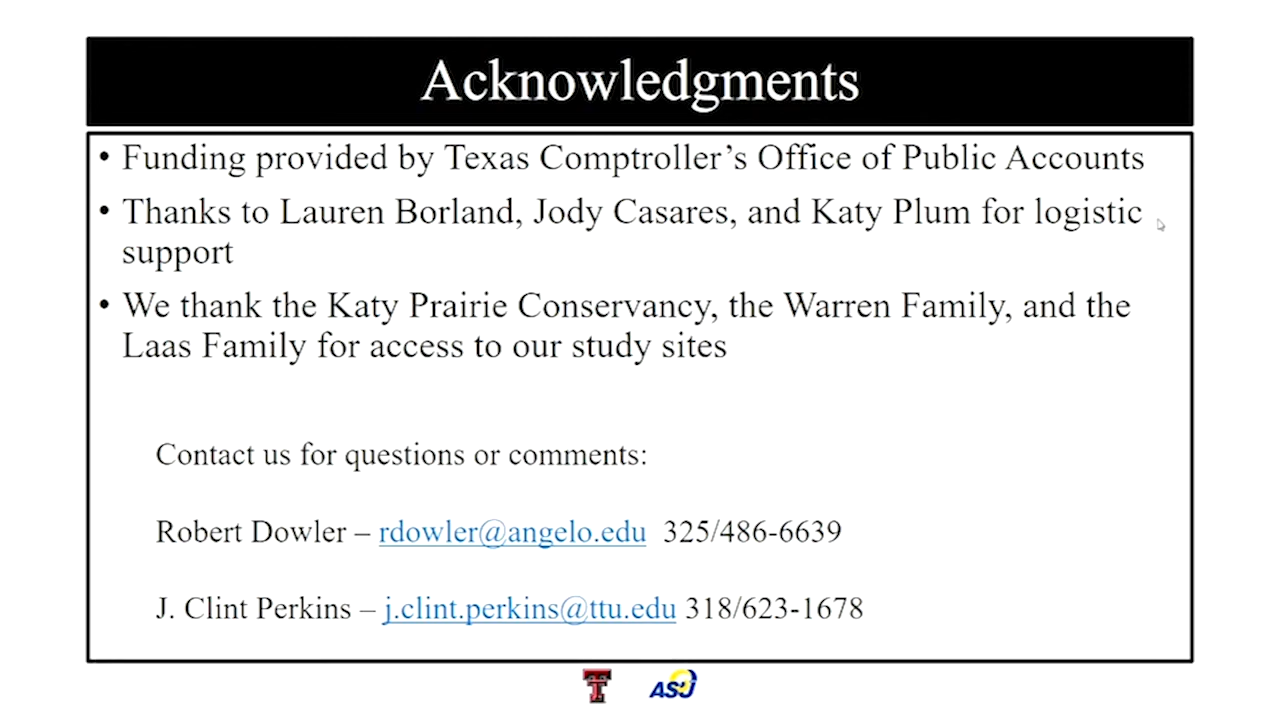 Acknowledgments
• Funding provided by Texas Comptroller’s Office of Public Accounts
• Thanks to Lauren Borland, Jody Casares, and Katy Plum for logistic
support
• We thank the Katy Prairie Conservancy, the Warren Family, and the
Laas Family for access to our study sites
Contact us for questions or comments:
Robert Dowler – rdowler@angelo.edu 325/486-6639
J. Clint Perkins – j.clint.perkins@ttu.edu 318/623-1678
T ASU